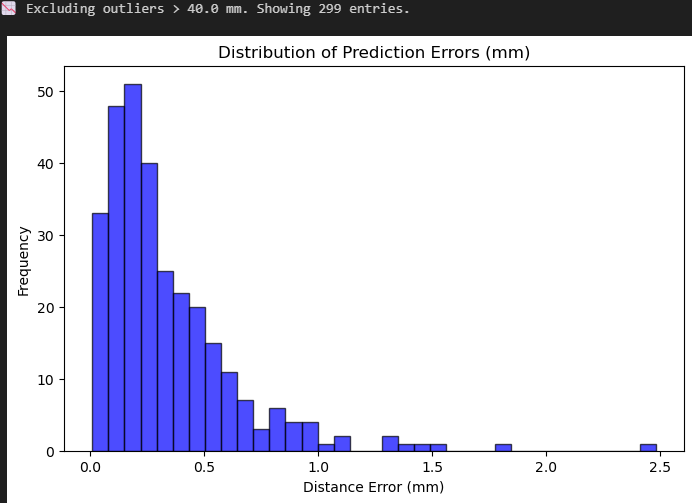 Excluding outliers > 40.0 mm. Showing 299 entries.
Distribution of Prediction Errors (mm)
50
40
30
20
10
0
Frequency
0.0 0.5 1.0 1.5 2.0 2.5
Distance Error (mm)